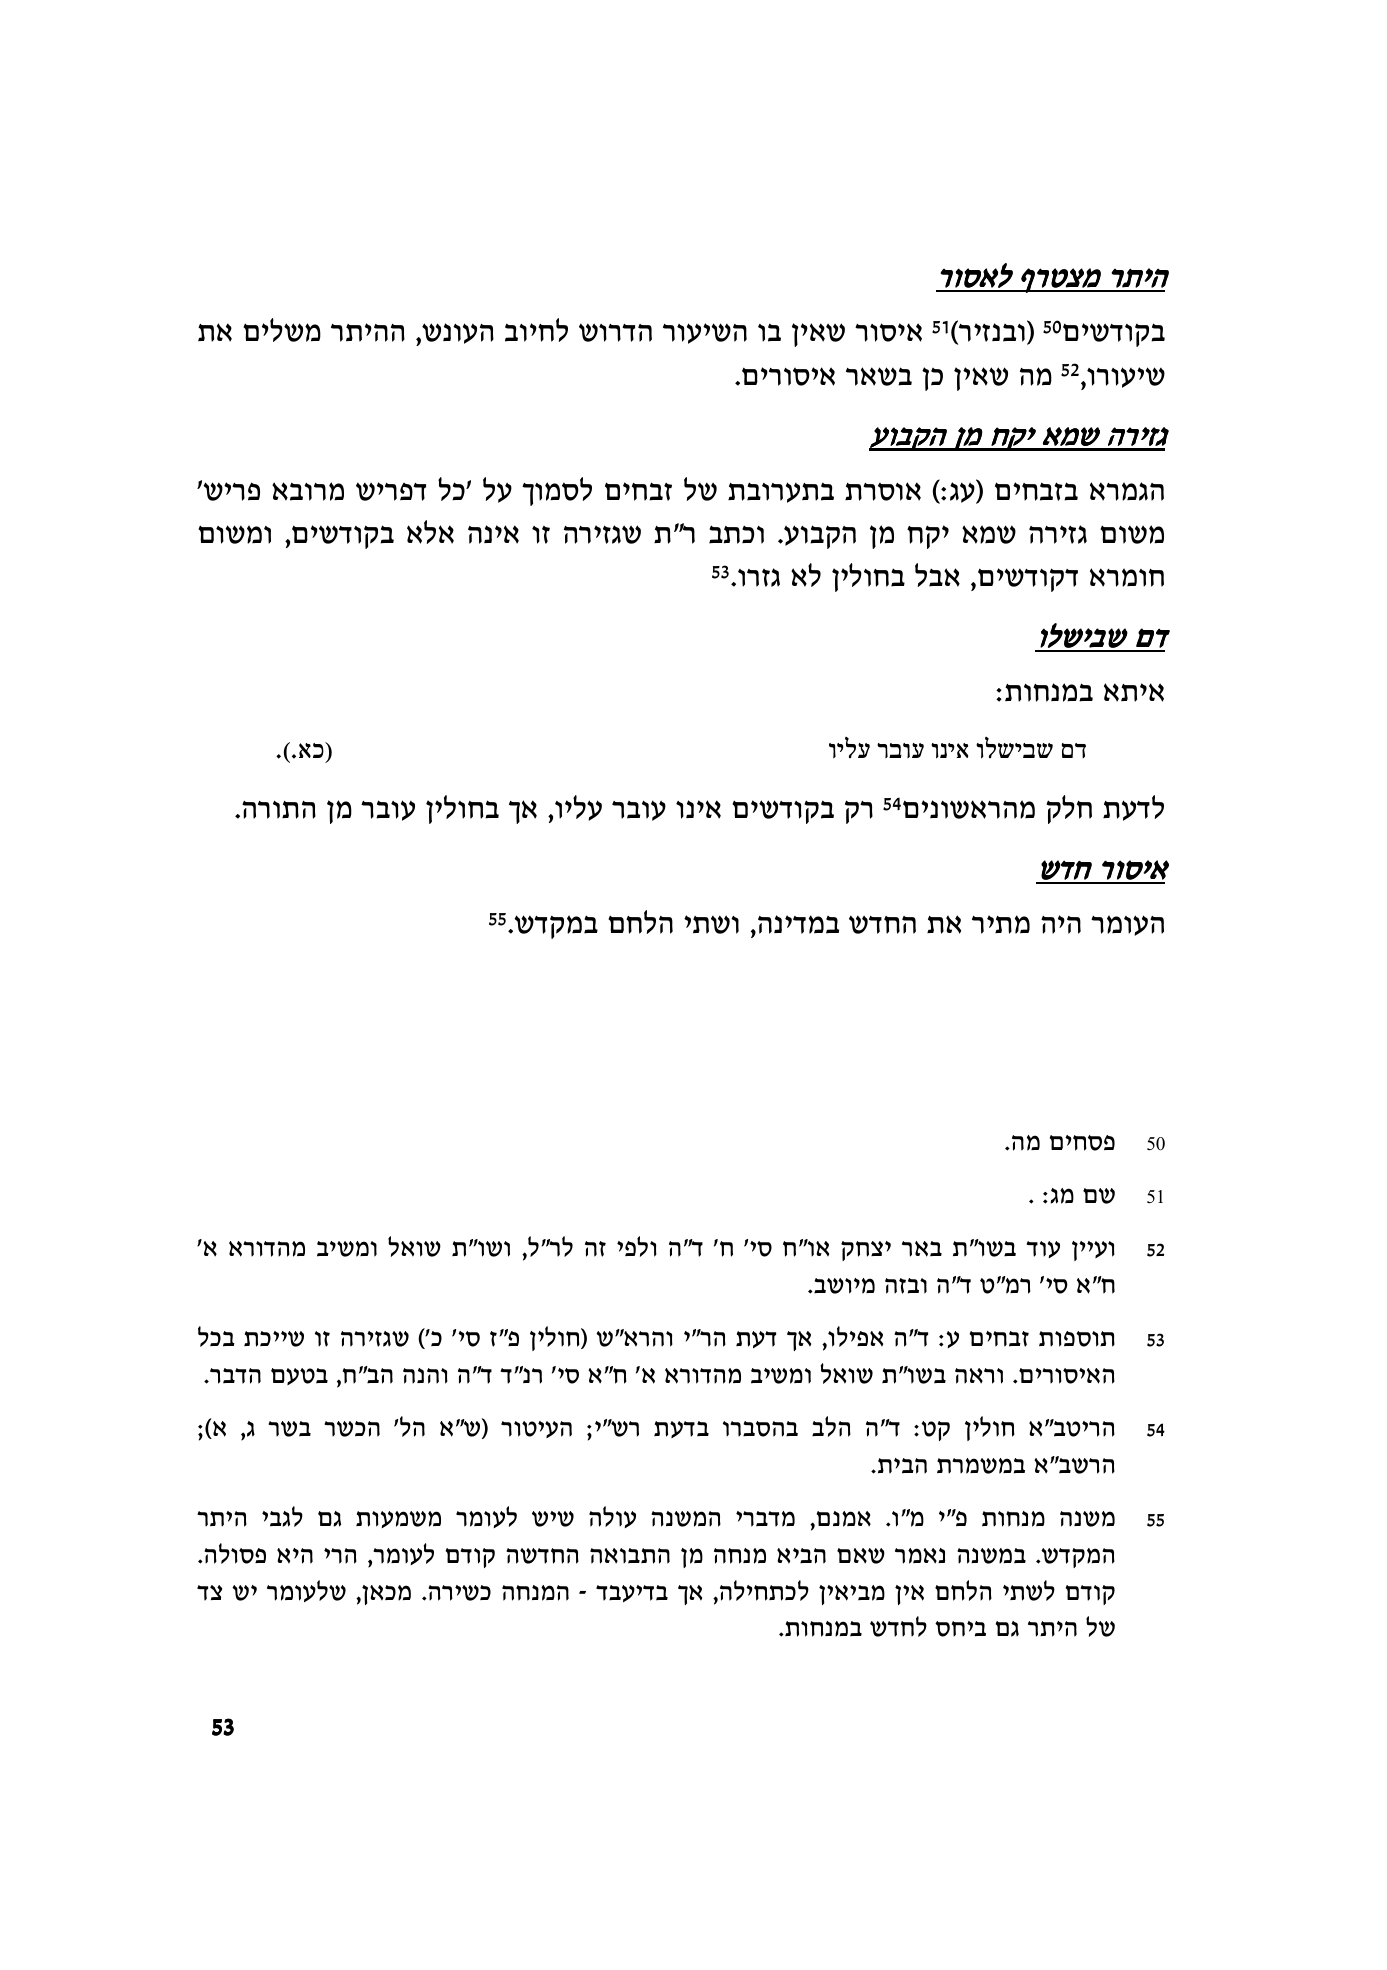 היתר מצטרף לאסור
בקודשים50 (ובנזיר)51 איסור שאין בו השיעור הדרוש לחיוב העונש, ההיתר משלים את
שיעורו,52 מה שאין כן בשאר איסורים.
גזירה שמא יקח מן הקבוע
הגמרא בזבחים (עג:) אוסרת בתערובת של זבחים לסמוך על 'כל דפריש מרובא פריש'
משום גזירה שמא יקח מן הקבוע. וכתב ר"ת שגזירה זו אינה אלא בקודשים, ומשום
חומרא דקודשים, אבל בחולין לא גזרו.53
דם שבישלו
איתא במנחות:
דם שבישלו אינו עובר עליו (כא.).
לדעת חלק מהראשונים54 רק בקודשים אינו עובר עליו, אך בחולין עובר מן התורה.
איסור חדש
העומר היה מתיר את החדש במדינה, ושתי הלחם במקדש.55
50 פסחים מה.
51 שם מג: .
52 ועיין עוד בשו"ת באר יצחק או"ח סי' ח' ד"ה ולפי זה לר"ל, ושו"ת שואל ומשיב מהדורא א'
ח"א סי' רמ"ט ד"ה ובזה מיושב.
53 תוספות זבחים ע: ד"ה אפילו, אך דעת הר"י והרא"ש (חולין פ"ז סי' כ') שגזירה זו שייכת בכל
האיסורים. וראה בשו"ת שואל ומשיב מהדורא א' ח"א סי' רנ"ד ד"ה והנה הב"ח, בטעם הדבר.
54 הריטב"א חולין קט: ד"ה הלב בהסברו בדעת רש"י; העיטור (ש"א הל' הכשר בשר ג, א);
הרשב"א במשמרת הבית.
55 משנה מנחות פ"י מ"ו. אמנם, מדברי המשנה עולה שיש לעומר משמעות גם לגבי היתר
המקדש. במשנה נאמר שאם הביא מנחה מן התבואה החדשה קודם לעומר, הרי היא פסולה.
קודם לשתי הלחם אין מביאין לכתחילה, אך בדיעבד - המנחה כשירה. מכאן, שלעומר יש צד
של היתר גם ביחס לחדש במנחות.
53